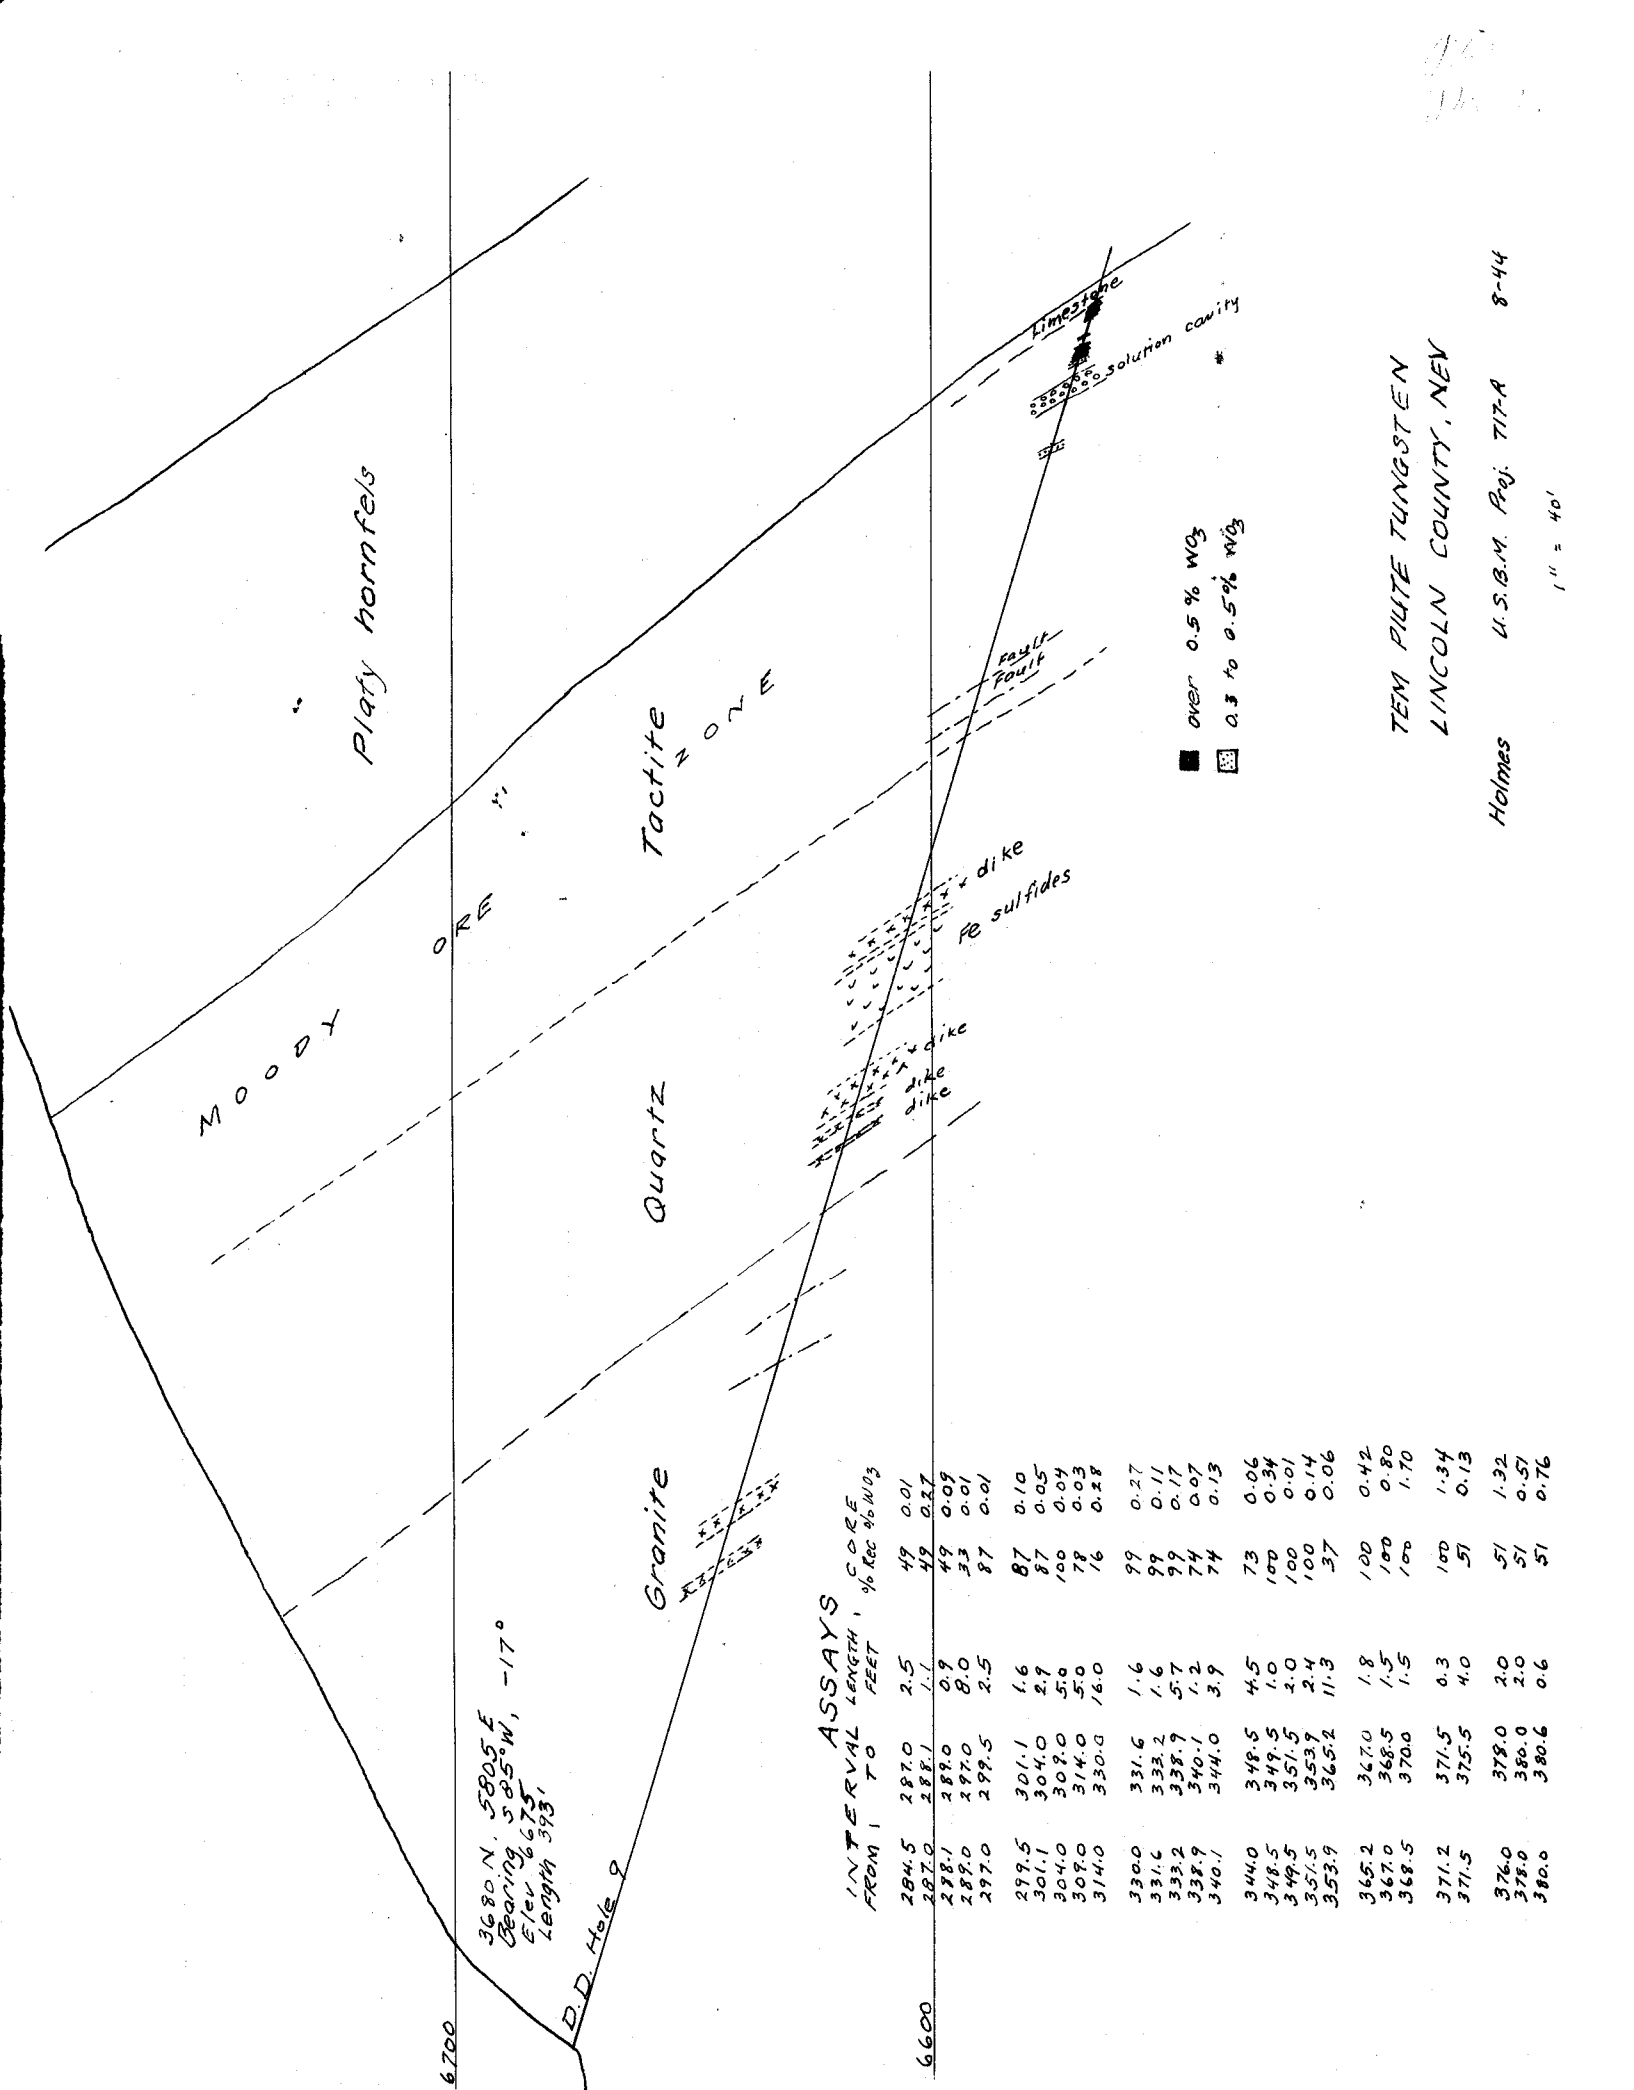 Platy hornfels
MOODY ORE ZONE
Quartz Tactite
Granite
6700
6600
3680 N. 5805 E
Bearing S 85° W, -17°
Elev 6675'
Length 393'
D.D. Hole 9
dike
dike
dike
Fe sulfides
dike
Fault
Fault
solution cavity
Limestone
ASSAYS
INTERVAL LENGTH, CORE
FROM, TO FEET % Rec % WO3
284.5 287.0 2.5 49 0.01
287.0 288.1 1.1 49 0.27
288.1 289.0 0.9 49 0.09
289.0 297.0 8.0 33 0.01
297.0 299.5 2.5 87 0.01
299.5 301.1 1.6 87 0.10
301.1 304.0 2.9 87 0.05
304.0 309.0 5.0 100 0.04
309.0 314.0 5.0 78 0.03
314.0 330.0 16.0 16 0.28
330.0 331.6 1.6 99 0.27
331.6 333.2 1.6 99 0.11
333.2 338.9 5.7 99 0.17
338.9 340.1 1.2 74 0.07
340.1 344.0 3.9 74 0.13
344.0 348.5 4.5 73 0.06
348.5 349.5 1.0 100 0.34
349.5 351.5 2.0 100 0.01
351.5 353.9 2.4 100 0.14
353.9 365.2 11.3 37 0.06
365.2 367.0 1.8 100 0.42
367.0 368.5 1.5 100 0.80
368.5 370.0 1.5 100 1.70
371.2 371.5 0.3 100 1.34
371.5 375.5 4.0 51 0.13
376.0 378.0 2.0 51 1.32
378.0 380.0 2.0 51 0.51
380.0 380.6 0.6 51 0.76
over 0.5% WO3
0.3 to 0.5% WO3
TEM PIUTE TUNGSTEN
LINCOLN COUNTY, NEV
Holmes U.S.B.M. Proj. 717-R 8-44
1" = 40'